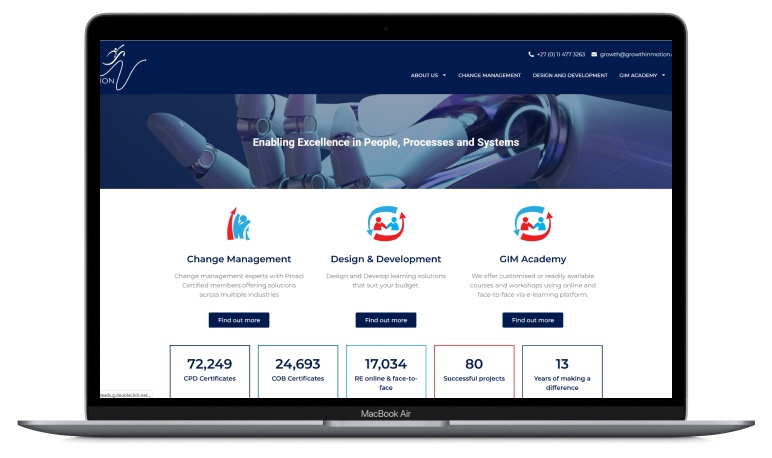 +27 (0) 11 477 3263 growth@growthinmotion.
ION
ABOUT US CHANGE MANAGEMENT DESIGN AND DEVELOPMENT GIM ACADEMY
Enabling Excellence in People, Processes and Systems
Change Management
Change management experts with Prosci
Certified members offering solutions
across multiple industries
Find out more
Design & Development
Design and Develop learning solutions
that suit your budget.
Find out more
GIM Academy
We offer customised or readily available
courses and workshops using online and
face-to-face via e-learning platform.
Find out more
72,249
CPD Certificates
24,693
COB Certificates
17,034
RE online & face-to-
face
80
Successful projects
13
Years of making a
difference
leads.g.doubleclick.net...
MacBook Air